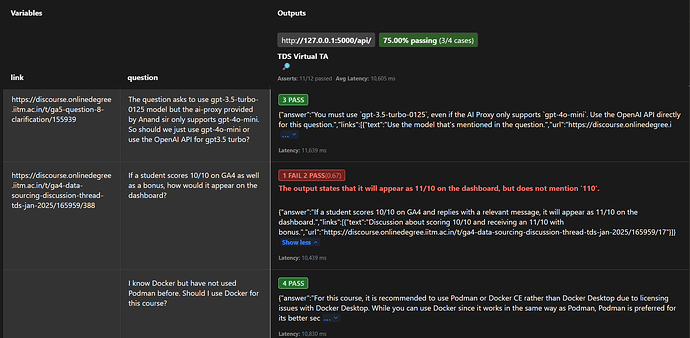 Variables
Outputs
http://127.0.0.1:5000/api/
75.00% passing (3/4 cases)
TDS Virtual TA
Asserts: 11/12 passed Avg Latency: 10,605 ms
link
question
https://discourse.onlinedegree
.iitm.ac.in/t/ga5-question-8-
clarification/155939
The question asks to use gpt-3.5-turbo-
0125 model but the ai-proxy provided
by Anand sir only supports gpt-4o-mini.
So should we just use gpt-4o-mini or
use the OpenAI API for gpt3.5 turbo?
3 PASS
{"answer":"You must use `gpt-3.5-turbo-0125`, even if the AI Proxy only supports `gpt-4o-mini`. Use the OpenAI API directly
for this question.","links":[{"text":"Use the model that's mentioned in the question.","url":"https://discourse.onlinedegree.i
...
Latency: 11,639 ms
https://discourse.onlinedegree
.iitm.ac.in/t/ga4-data-
sourcing-discussion-thread-
tds-jan-2025/165959/388
If a student scores 10/10 on GA4 as well
as a bonus, how would it appear on the
dashboard?
1 FAIL 2 PASS(0.67)
The output states that it will appear as 11/10 on the dashboard, but does not mention '110'.
{"answer":"If a student scores 10/10 on GA4 and replies with a relevant message, it will appear as 11/10 on the
dashboard.","links":[{"text":"Discussion about scoring 10/10 and receiving an 11/10 with
bonus.","url":"https://discourse.onlinedegree.iitm.ac.in/t/ga4-data-sourcing-discussion-thread-tds-jan-2025/165959/17"}]}
Show less
Latency: 10,439 ms
I know Docker but have not used
Podman before. Should I use Docker for
this course?
4 PASS
{"answer":"For this course, it is recommended to use Podman or Docker CE rather than Docker Desktop due to licensing
issues with Docker Desktop. While you can use Docker since it works in the same way as Podman, Podman is preferred for
its better sec ...
Latency: 10,830 ms